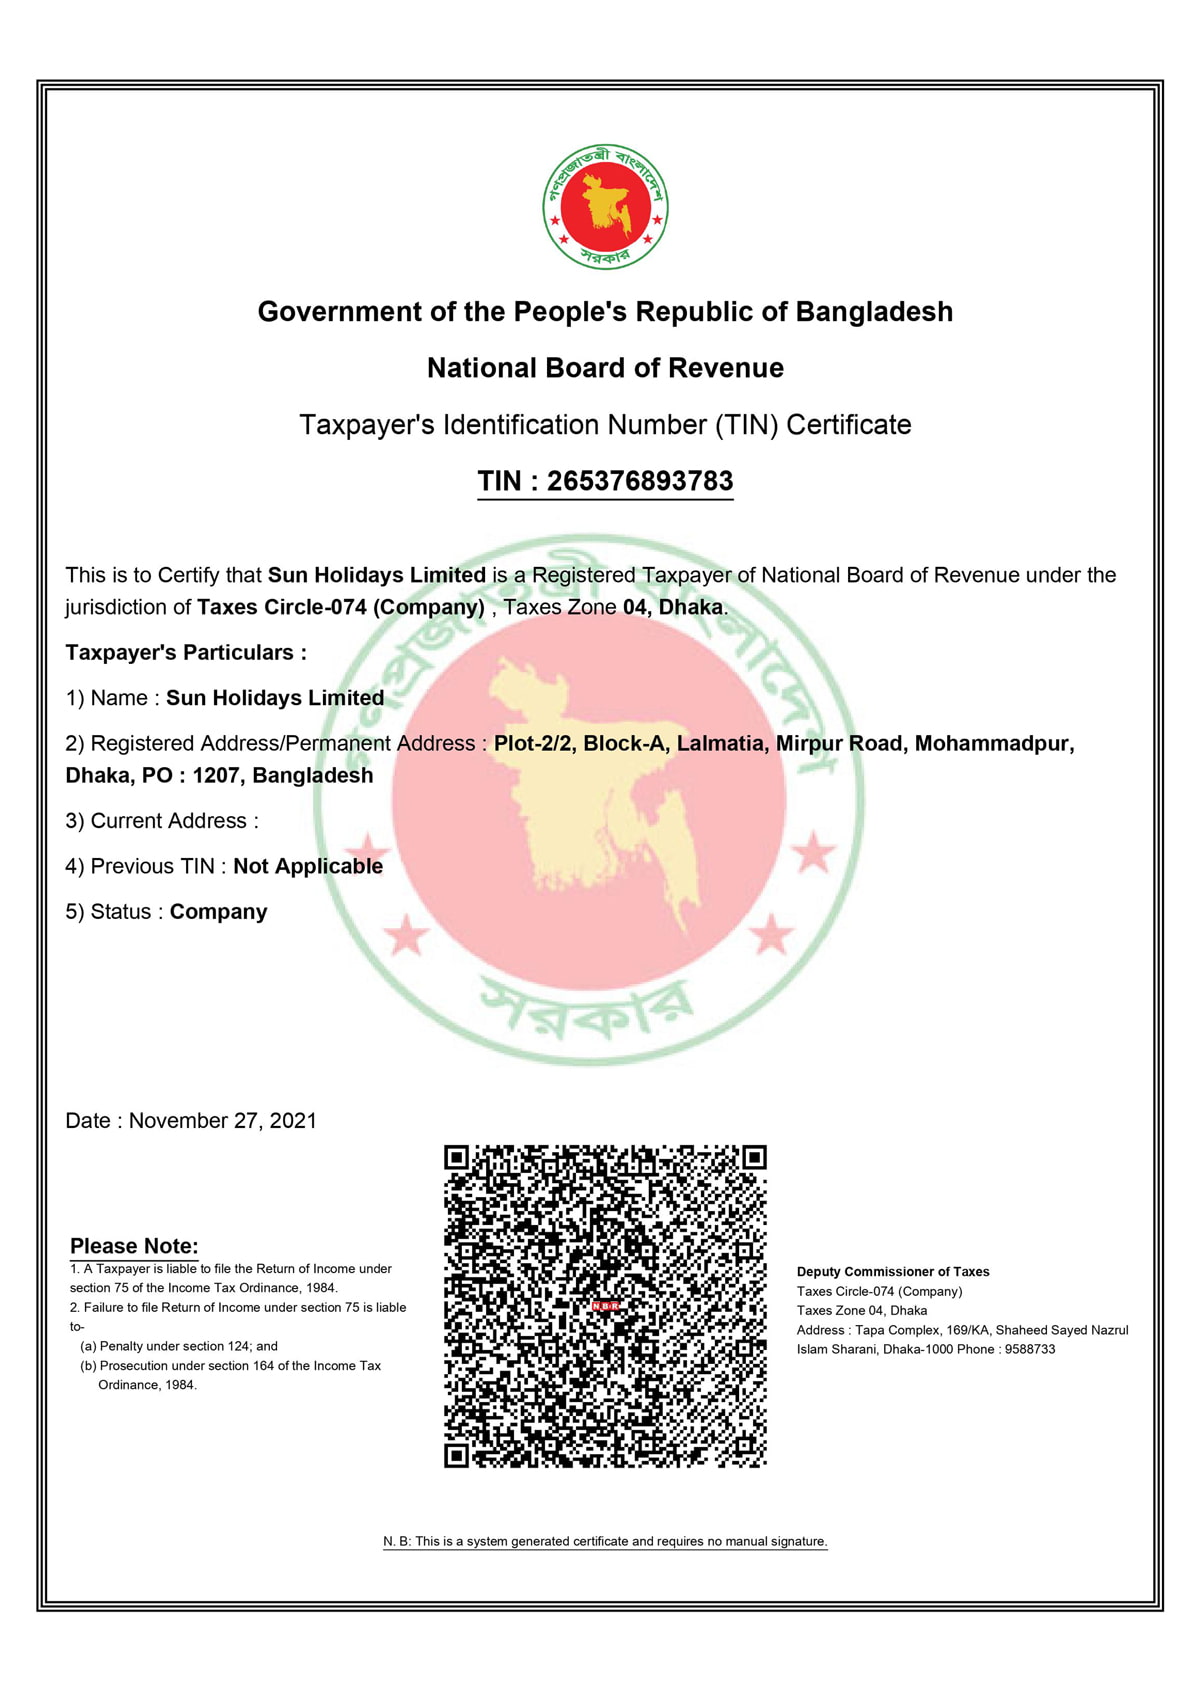 গণপ্রজাতন্ত্রী বাংলাদেশ
সরকার
Government of the People's Republic of Bangladesh
National Board of Revenue
Taxpayer's Identification Number (TIN) Certificate
TIN : 265376893783
This is to Certify that Sun Holidays Limited is a Registered Taxpayer of National Board of Revenue under the
jurisdiction of Taxes Circle-074 (Company) , Taxes Zone 04, Dhaka.
Taxpayer's Particulars :
1) Name : Sun Holidays Limited
2) Registered Address/Permanent Address : Plot-2/2, Block-A, Lalmatia, Mirpur Road, Mohammadpur,
Dhaka, PO : 1207, Bangladesh
3) Current Address :
4) Previous TIN : Not Applicable
5) Status : Company
গণপ্রজাতন্ত্রী বাংলাদেশ
সরকার
Date : November 27, 2021
Please Note:
1. A Taxpayer is liable to file the Return of Income under
section 75 of the Income Tax Ordinance, 1984.
2. Failure to file Return of Income under section 75 is liable
to-
(a) Penalty under section 124; and
(b) Prosecution under section 164 of the Income Tax
Ordinance, 1984.
N.B.R
Deputy Commissioner of Taxes
Taxes Circle-074 (Company)
Taxes Zone 04, Dhaka
Address : Tapa Complex, 169/KA, Shaheed Sayed Nazrul
Islam Sharani, Dhaka-1000 Phone : 9588733
N. B: This is a system generated certificate and requires no manual signature.